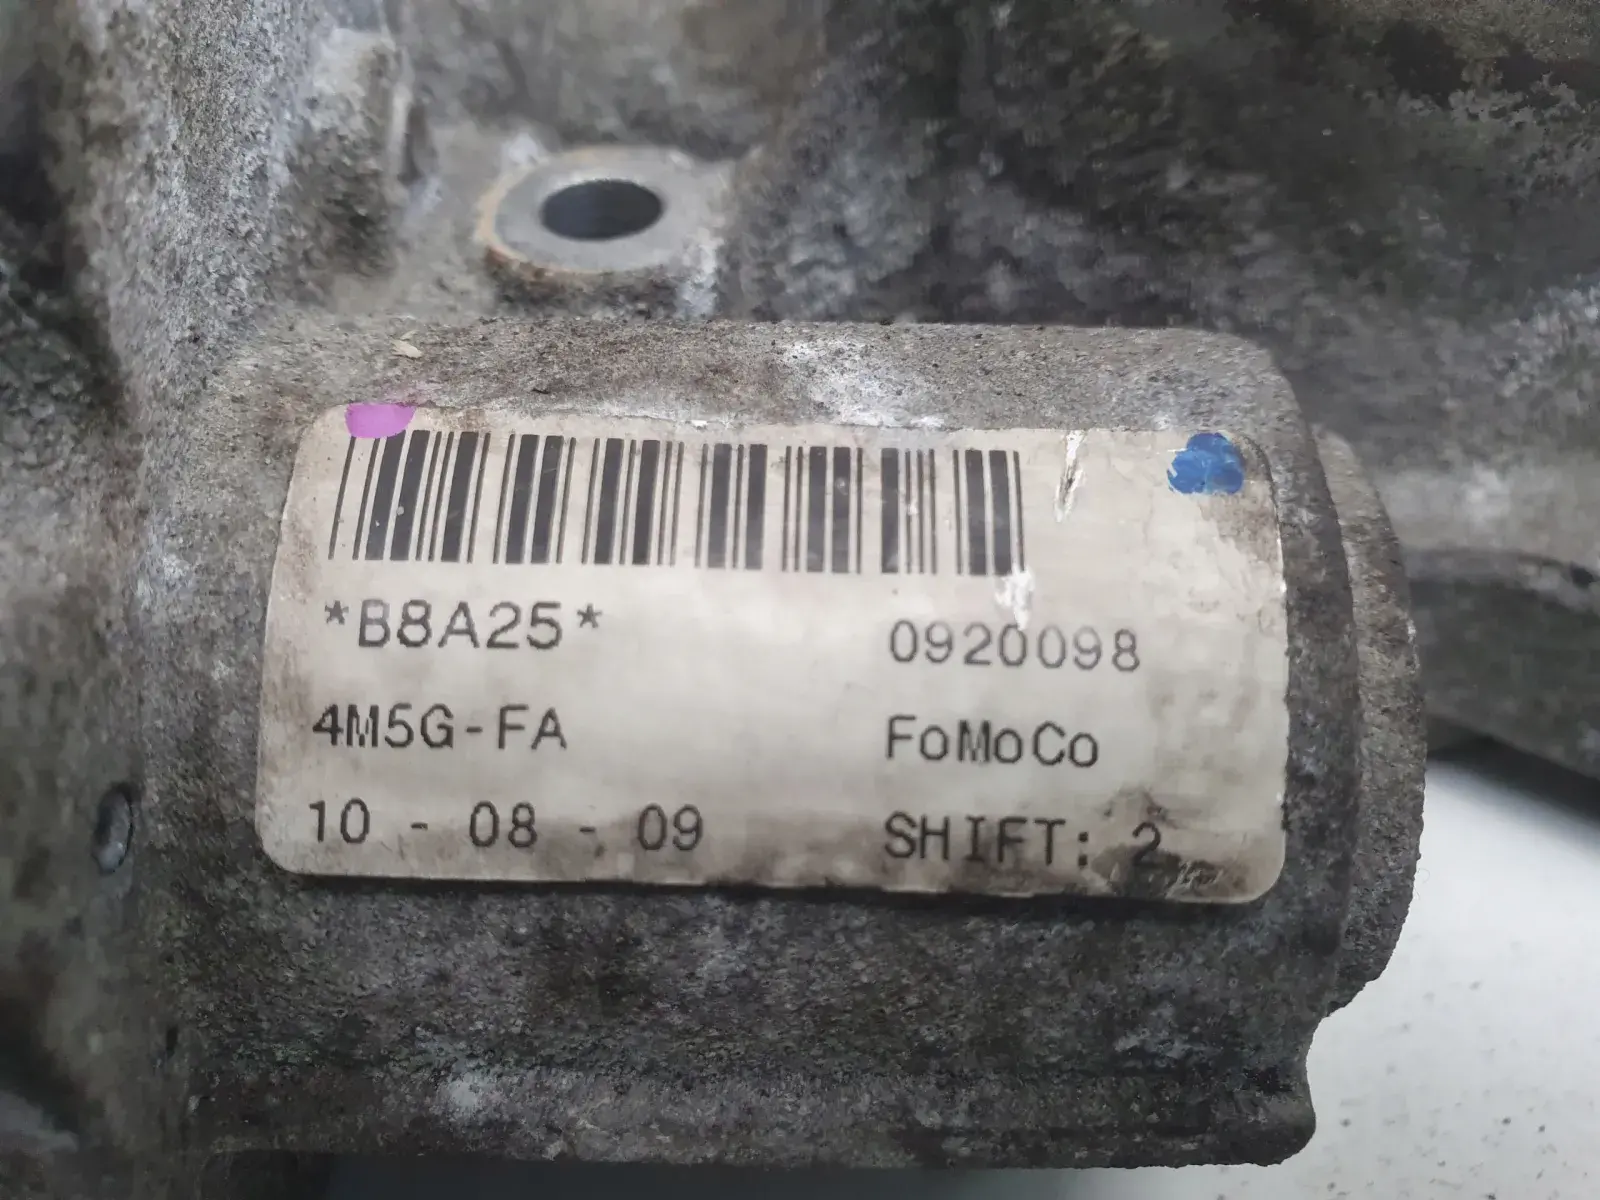 *B8A25* 0920098
4M5G-FA FoMoCo
10 - 08 - 09 SHIFT: 2